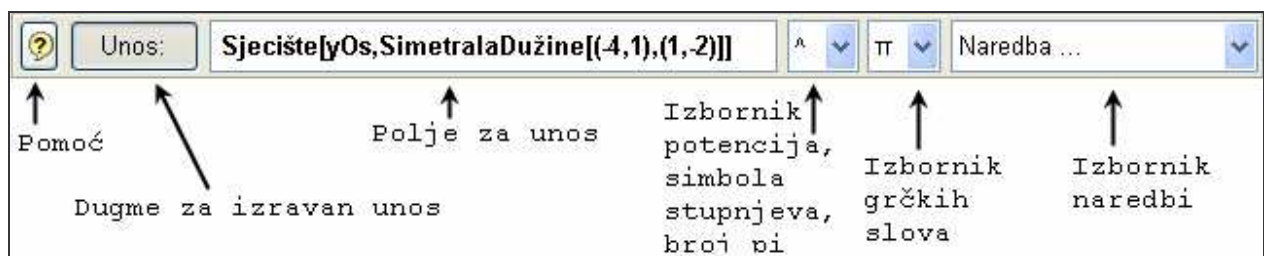 ? Unos: Sjecište[yOs,SimetralaDužine[(-4,1),(1,-2)]] ^ π Naredba ...
Pomoć
Dugme za izravan unos
Polje za unos
Izbornik
potencija,
simbola
stupnjeva,
broj pi
Izbornik
grčkih
slova
Izbornik
naredbi